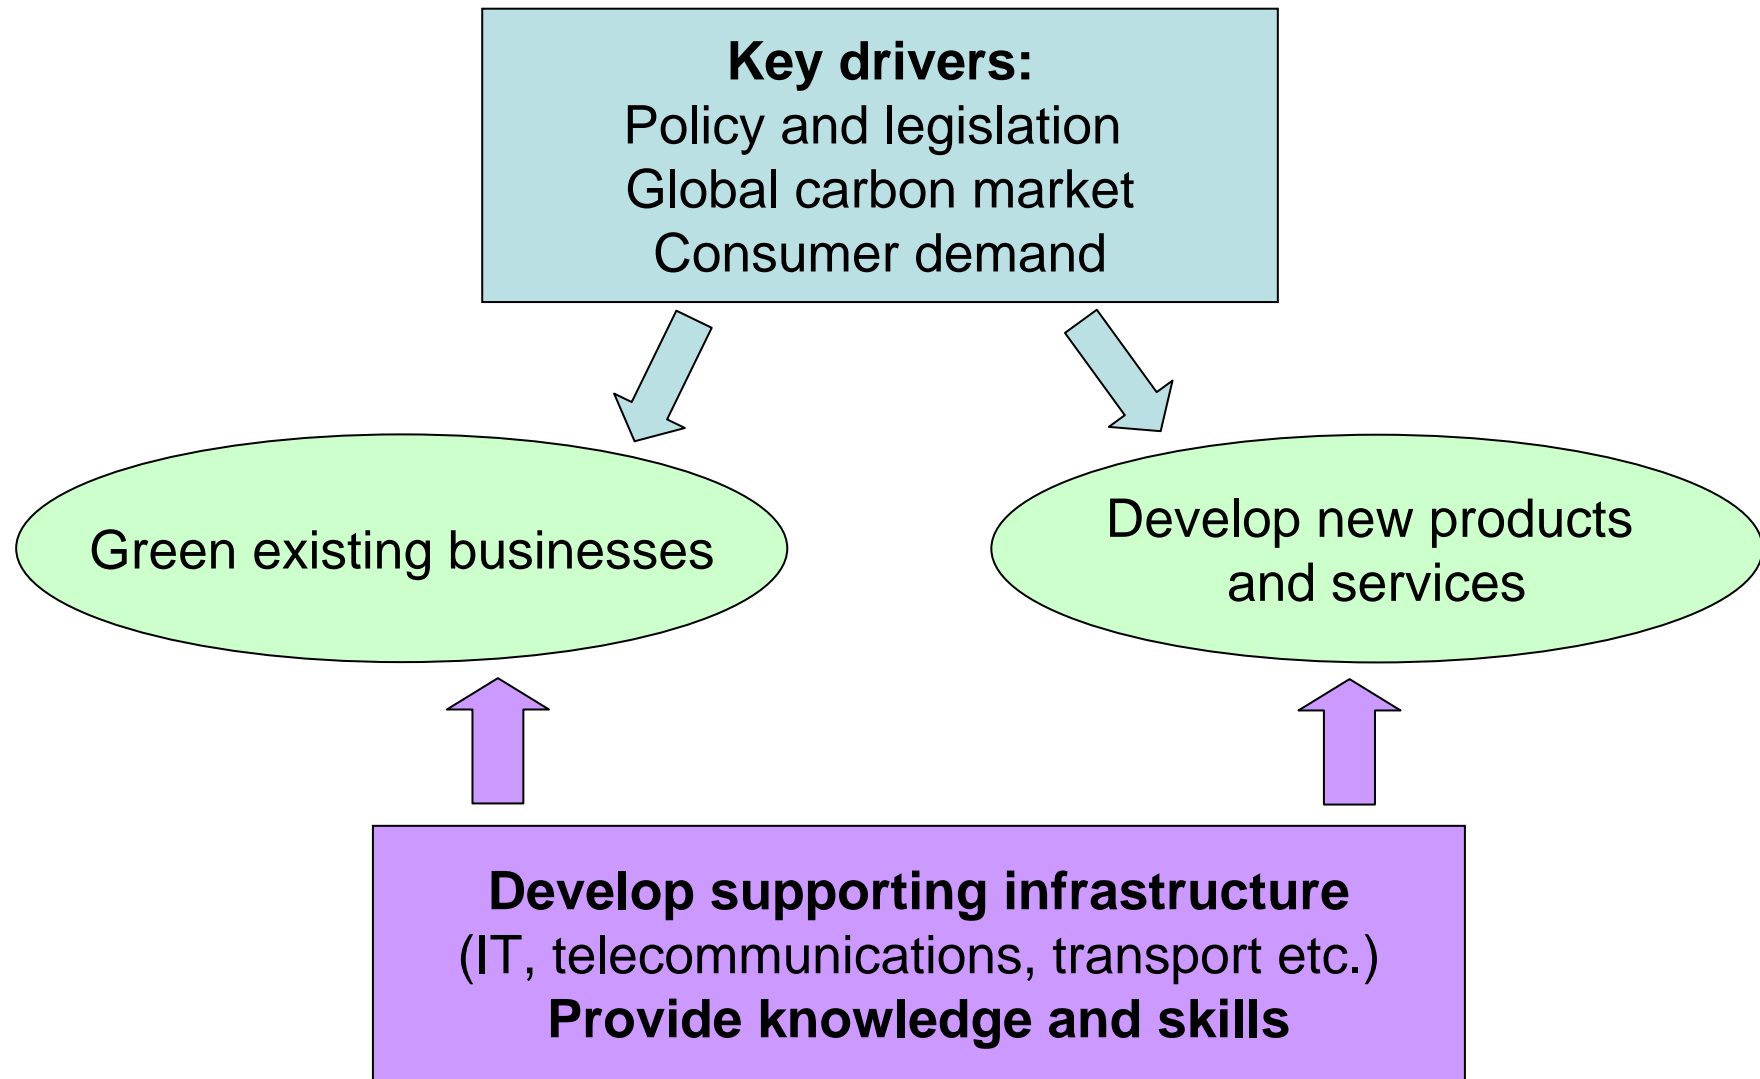 Key drivers:
Policy and legislation
Global carbon market
Consumer demand
Green existing businesses
Develop new products
and services
Develop supporting infrastructure
(IT, telecommunications, transport etc.)
Provide knowledge and skills